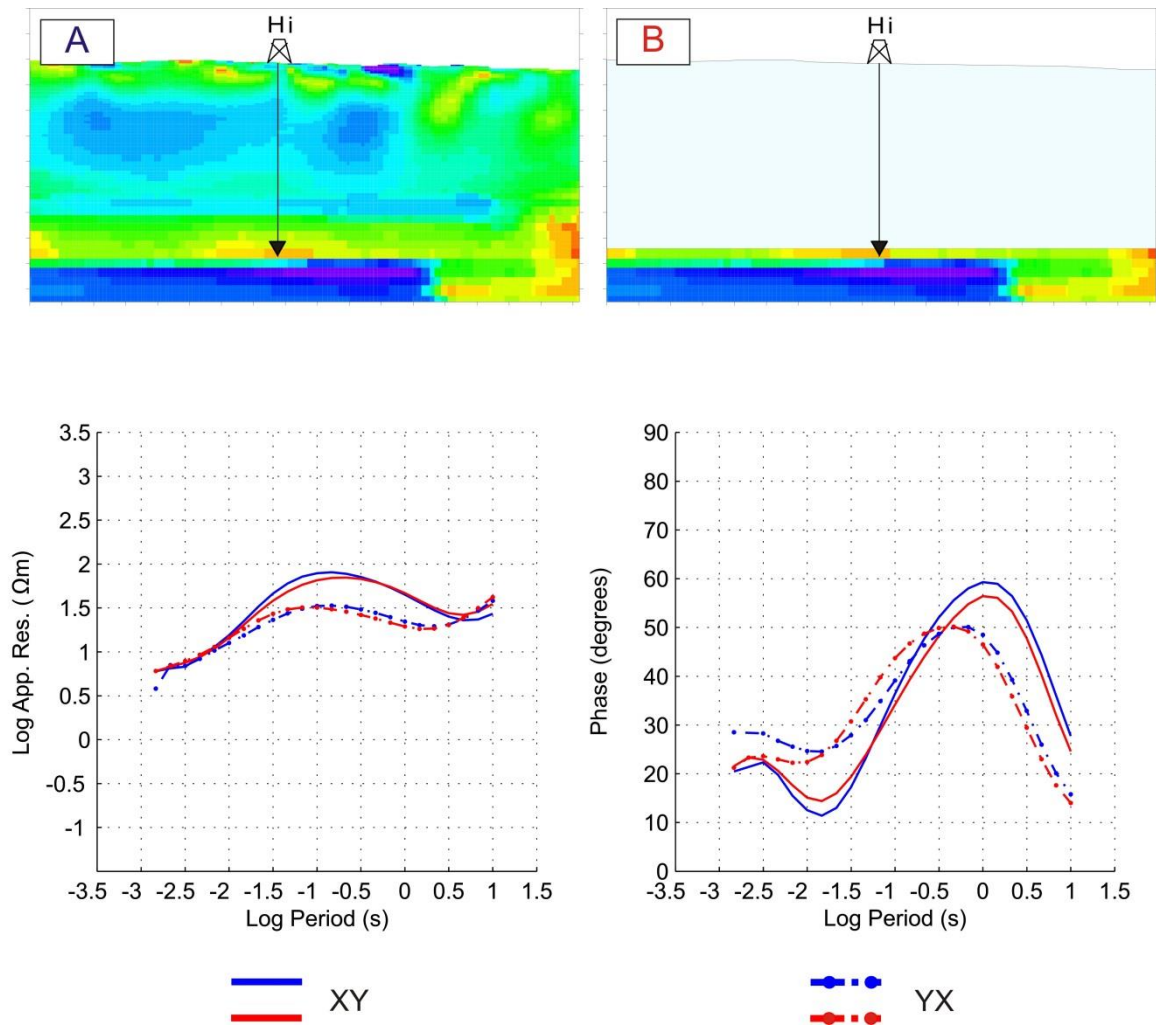 A
Hi
B
Hi
3.5
3
2.5
2
1.5
1
0.5
0
-0.5
-1
Log App. Res. (Ωm)
-3.5 -3 -2.5 -2 -1.5 -1 -0.5 0 0.5 1 1.5
Log Period (s)
90
80
70
60
50
40
30
20
10
0
Phase (degrees)
-3.5 -3 -2.5 -2 -1.5 -1 -0.5 0 0.5 1 1.5
Log Period (s)
XY
YX